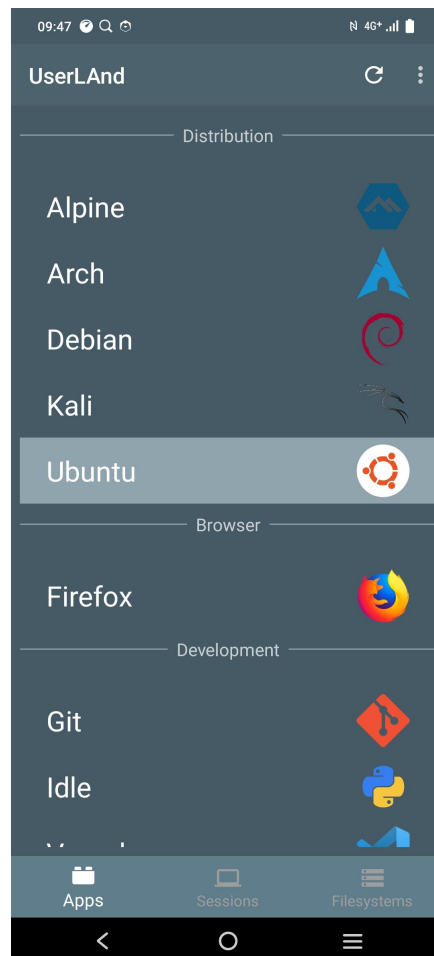 09:47 4G+
UserLAnd
Distribution
Alpine
Arch
Debian
Kali
Ubuntu
Browser
Firefox
Development
Git
Idle
Apps Sessions Filesystems